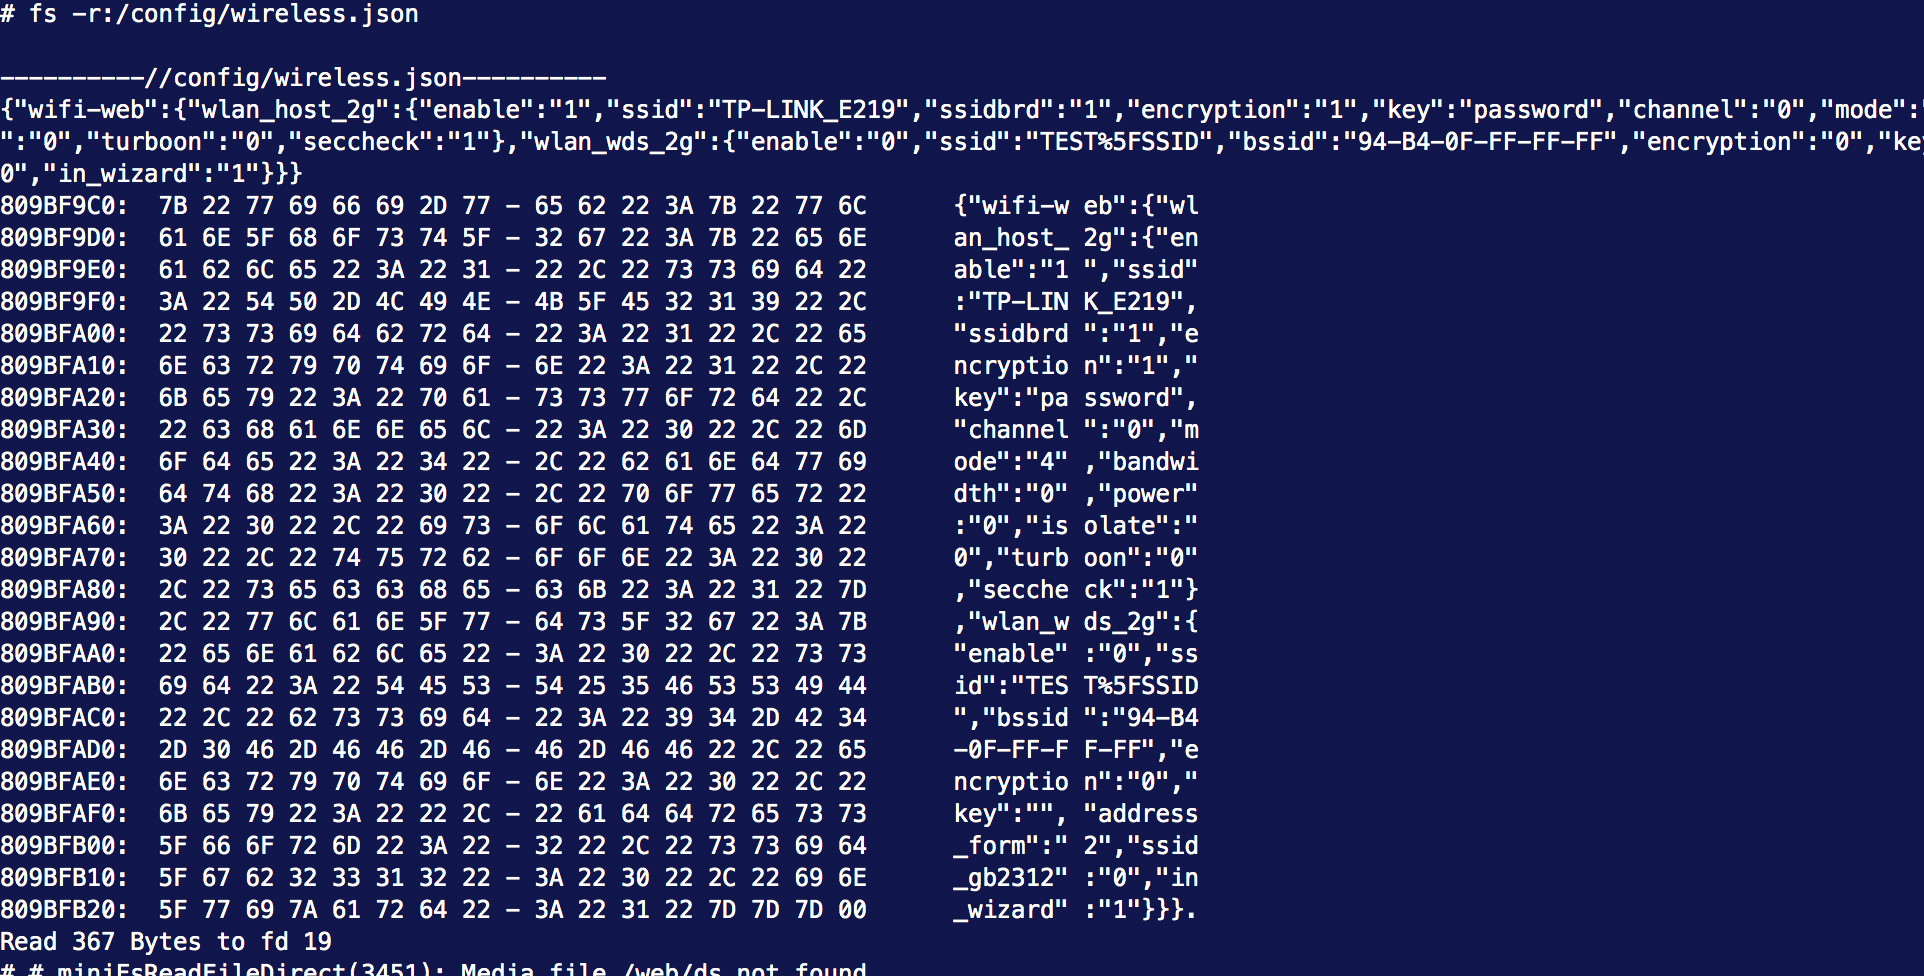 # fs -r:/config/wireless.json
----------//config/wireless.json----------
{"wifi-web":{"wlan_host_2g":{"enable":"1","ssid":"TP-LINK_E219","ssidbrd":"1","encryption":"1","key":"password","channel":"0","mode":
":"0","turboon":"0","seccheck":"1"},"wlan_wds_2g":{"enable":"0","ssid":"TEST%5FSSID","bssid":"94-B4-0F-FF-FF-FF","encryption":"0","key
0","in_wizard":"1"}}}
809BF9C0:  7B 22 77 69 66 69 2D 77 - 65 62 22 3A 7B 22 77 6C      {"wifi-w eb":{"wl
809BF9D0:  61 6E 5F 68 6F 73 74 5F - 32 67 22 3A 7B 22 65 6E      an_host_ 2g":{"en
809BF9E0:  61 62 6C 65 22 3A 22 31 - 22 2C 22 73 73 69 64 22      able":"1 ","ssid"
809BF9F0:  3A 22 54 50 2D 4C 49 4E - 4B 5F 45 32 31 39 22 2C      :"TP-LIN K_E219",
809BFA00:  22 73 73 69 64 62 72 64 - 22 3A 22 31 22 2C 22 65      "ssidbrd ":"1","e
809BFA10:  6E 63 72 79 70 74 69 6F - 6E 22 3A 22 31 22 2C 22      ncryptio n":"1","
809BFA20:  6B 65 79 22 3A 22 70 61 - 73 73 77 6F 72 64 22 2C      key":"pa ssword",
809BFA30:  22 63 68 61 6E 6E 65 6C - 22 3A 22 30 22 2C 22 6D      "channel ":"0","m
809BFA40:  6F 64 65 22 3A 22 34 22 - 2C 22 62 61 6E 64 77 69      ode":"4" ,"bandwi
809BFA50:  64 74 68 22 3A 22 30 22 - 2C 22 70 6F 77 65 72 22      dth":"0" ,"power"
809BFA60:  3A 22 30 22 2C 22 69 73 - 6F 6C 61 74 65 22 3A 22      :"0","is olate":"
809BFA70:  30 22 2C 22 74 75 72 62 - 6F 6F 6E 22 3A 22 30 22      0","turb oon":"0"
809BFA80:  2C 22 73 65 63 63 68 65 - 63 6B 22 3A 22 31 22 7D      ,"secche ck":"1"}
809BFA90:  2C 22 77 6C 61 6E 5F 77 - 64 73 5F 32 67 22 3A 7B      ,"wlan_w ds_2g":{
809BFAA0:  22 65 6E 61 62 6C 65 22 - 3A 22 30 22 2C 22 73 73      "enable" :"0","ss
809BFAB0:  69 64 22 3A 22 54 45 53 - 54 25 35 46 53 53 49 44      id":"TES T%5FSSID
809BFAC0:  22 2C 22 62 73 73 69 64 - 22 3A 22 39 34 2D 42 34      ","bssid ":"94-B4
809BFAD0:  2D 30 46 2D 46 46 2D 46 - 46 2D 46 46 22 2C 22 65      -0F-FF-F F-FF","e
809BFAE0:  6E 63 72 79 70 74 69 6F - 6E 22 3A 22 30 22 2C 22      ncryptio n":"0","
809BFAF0:  6B 65 79 22 3A 22 22 2C - 22 61 64 64 72 65 73 73      key":"", "address
809BFB00:  5F 66 6F 72 6D 22 3A 22 - 32 22 2C 22 73 73 69 64      _form":" 2","ssid
809BFB10:  5F 67 62 32 33 31 32 22 - 3A 22 30 22 2C 22 69 6E      _gb2312" :"0","in
809BFB20:  5F 77 69 7A 61 72 64 22 - 3A 22 31 22 7D 7D 7D 00      _wizard" :"1"}}}.
Read 367 Bytes to fd 19
# # miniFsReadFileDirect(3451): Media file /web/ds not found